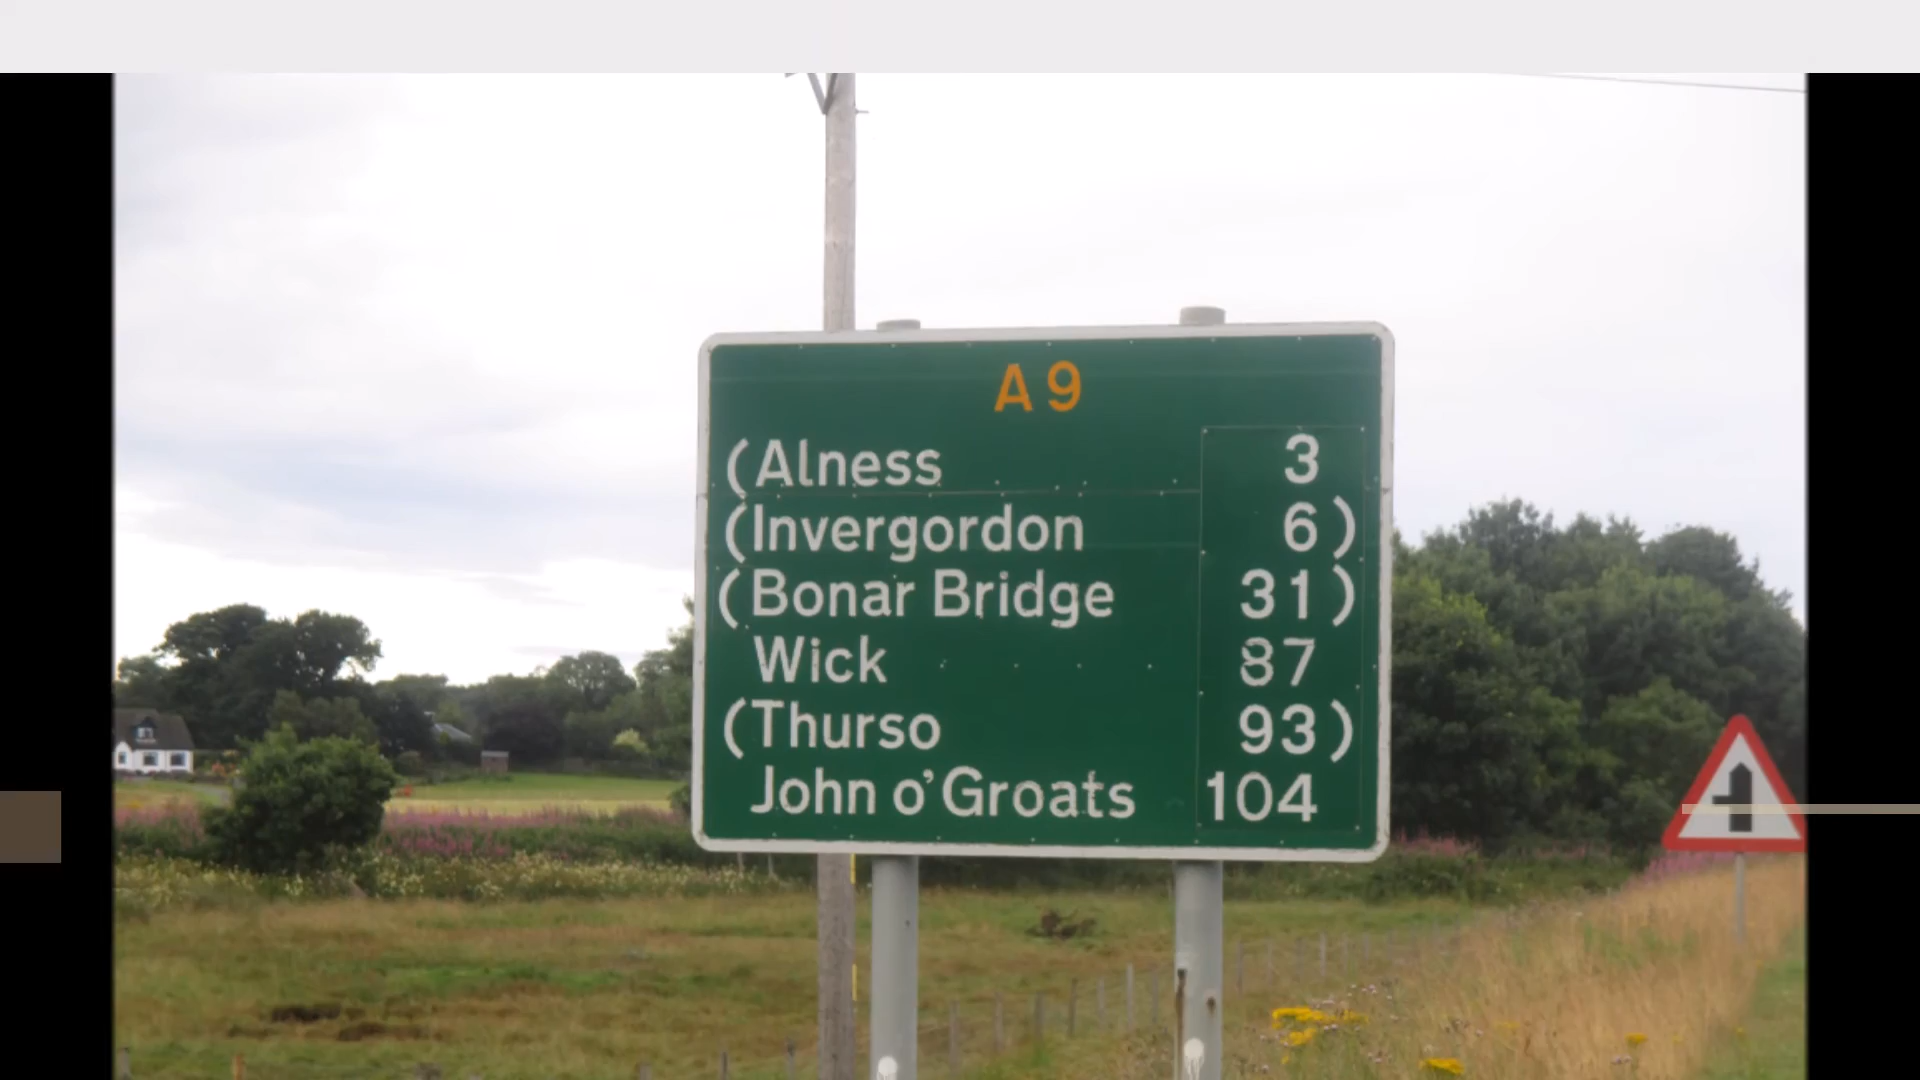 A9
(Alness 3
(Invergordon 6)
(Bonar Bridge 31)
Wick 87
(Thurso 93)
John o'Groats 104